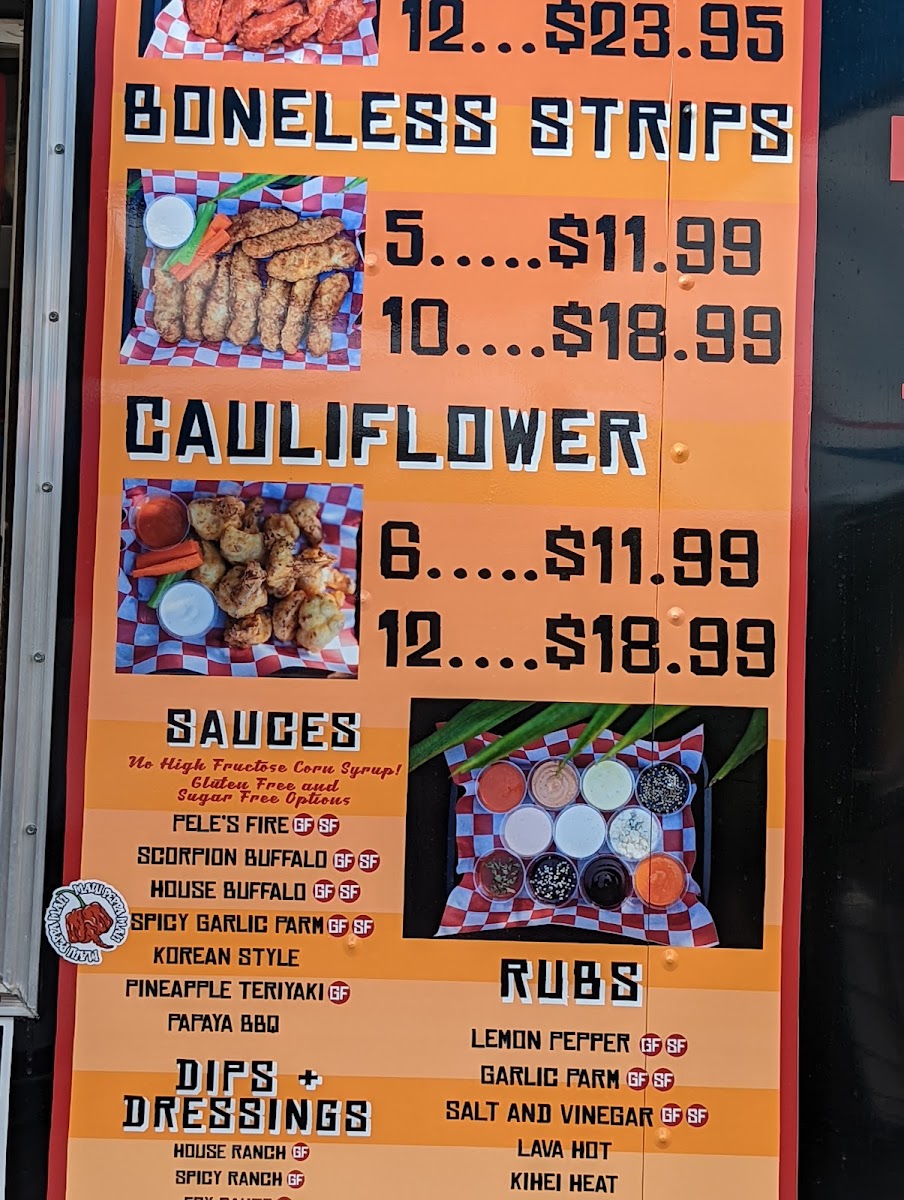 12...$23.95
BONELESS STRIPS
5.....$11.99
10....$18.99
CAULIFLOWER
6.....$11.99
12....$18.99
SAUCES
No High Fructose Corn Syrup!
Gluten Free and
Sugar Free Options
PELE'S FIRE GF SF
SCORPION BUFFALO GF SF
HOUSE BUFFALO GF SF
SPICY GARLIC PARM GF SF
KOREAN STYLE
PINEAPPLE TERIYAKI GF
PAPAYA BBQ
DIPS +
DRESSINGS
HOUSE RANCH GF
SPICY RANCH GF
RUBS
LEMON PEPPER GF SF
GARLIC PARM GF SF
SALT AND VINEGAR GF SF
LAVA HOT
KIHEI HEAT